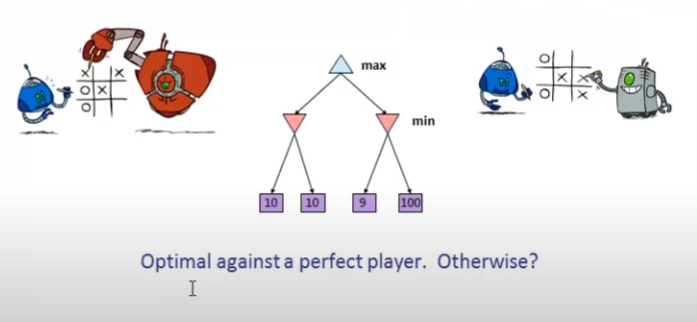 max
min
10 10 9 100
Optimal against a perfect player. Otherwise?
X X
O X
O
O
X X
O X